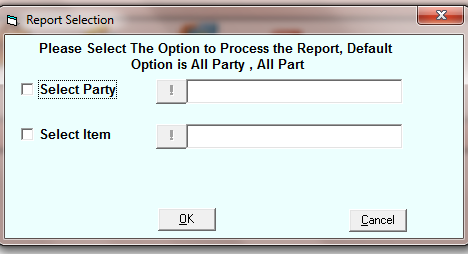 Report Selection
Please Select The Option to Process the Report, Default
Option is All Party , All Part
Select Party
!
Select Item
!
OK
Cancel